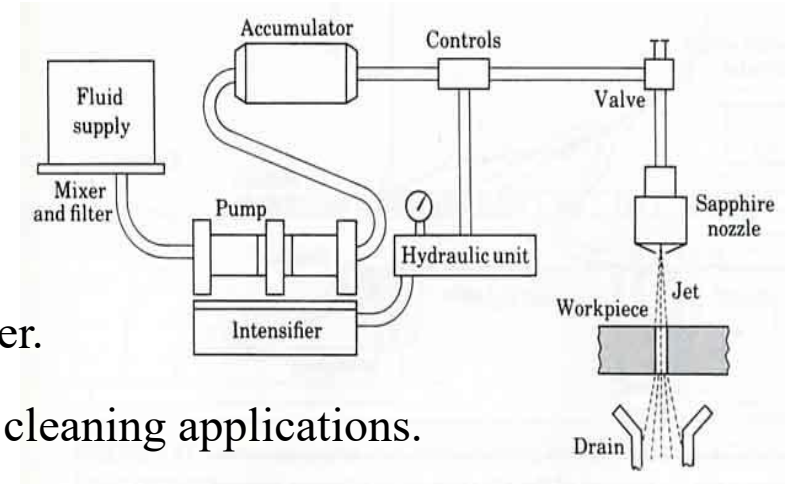 Accumulator
Controls
Fluid
supply
Valve
Mixer
and filter
Pump
Sapphire
nozzle
Hydraulic unit
Jet
Workpiece
Intensifier
er.
cleaning applications.
Drain